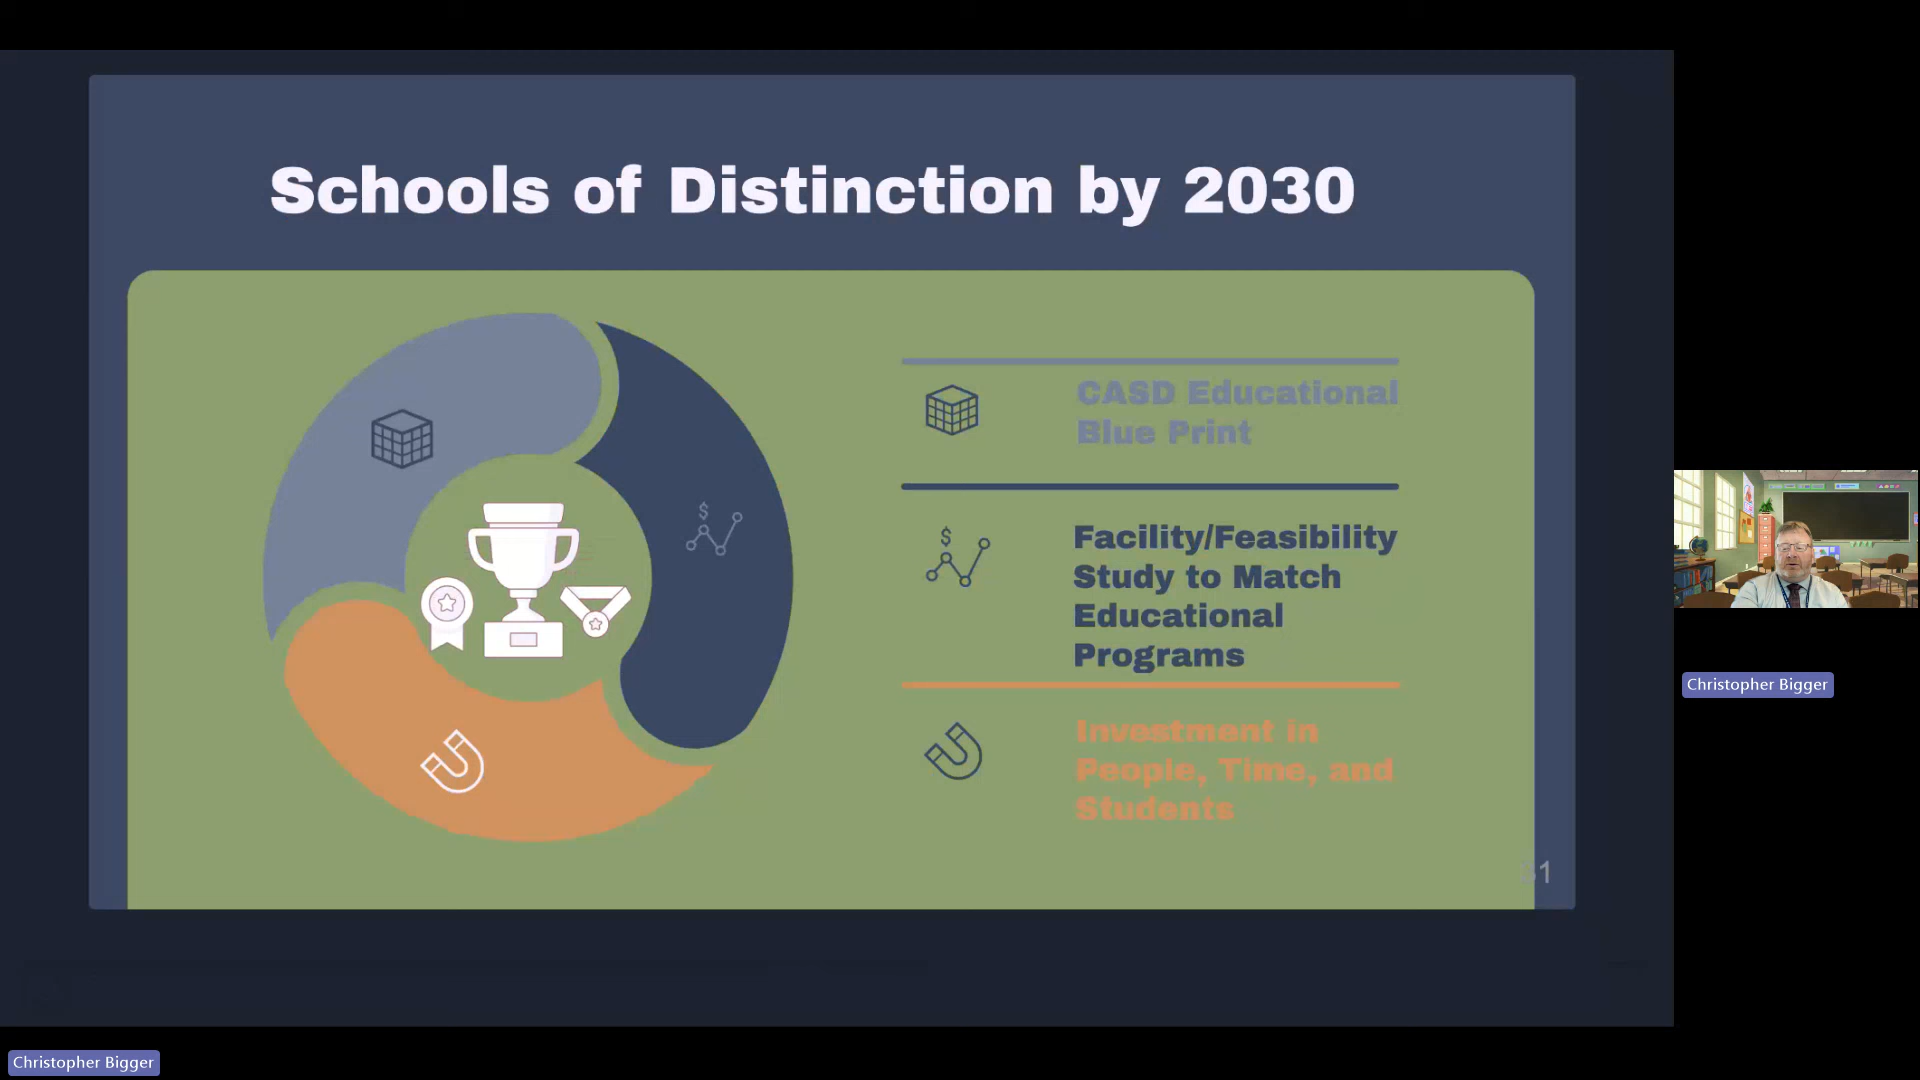 Schools of Distinction by 2030
CASD Educational
Blue Print
$
$
Facility/Feasibility
Study to Match
Educational
Programs
Investment in
People, Time, and
Students
31
Christopher Bigger
Christopher Bigger